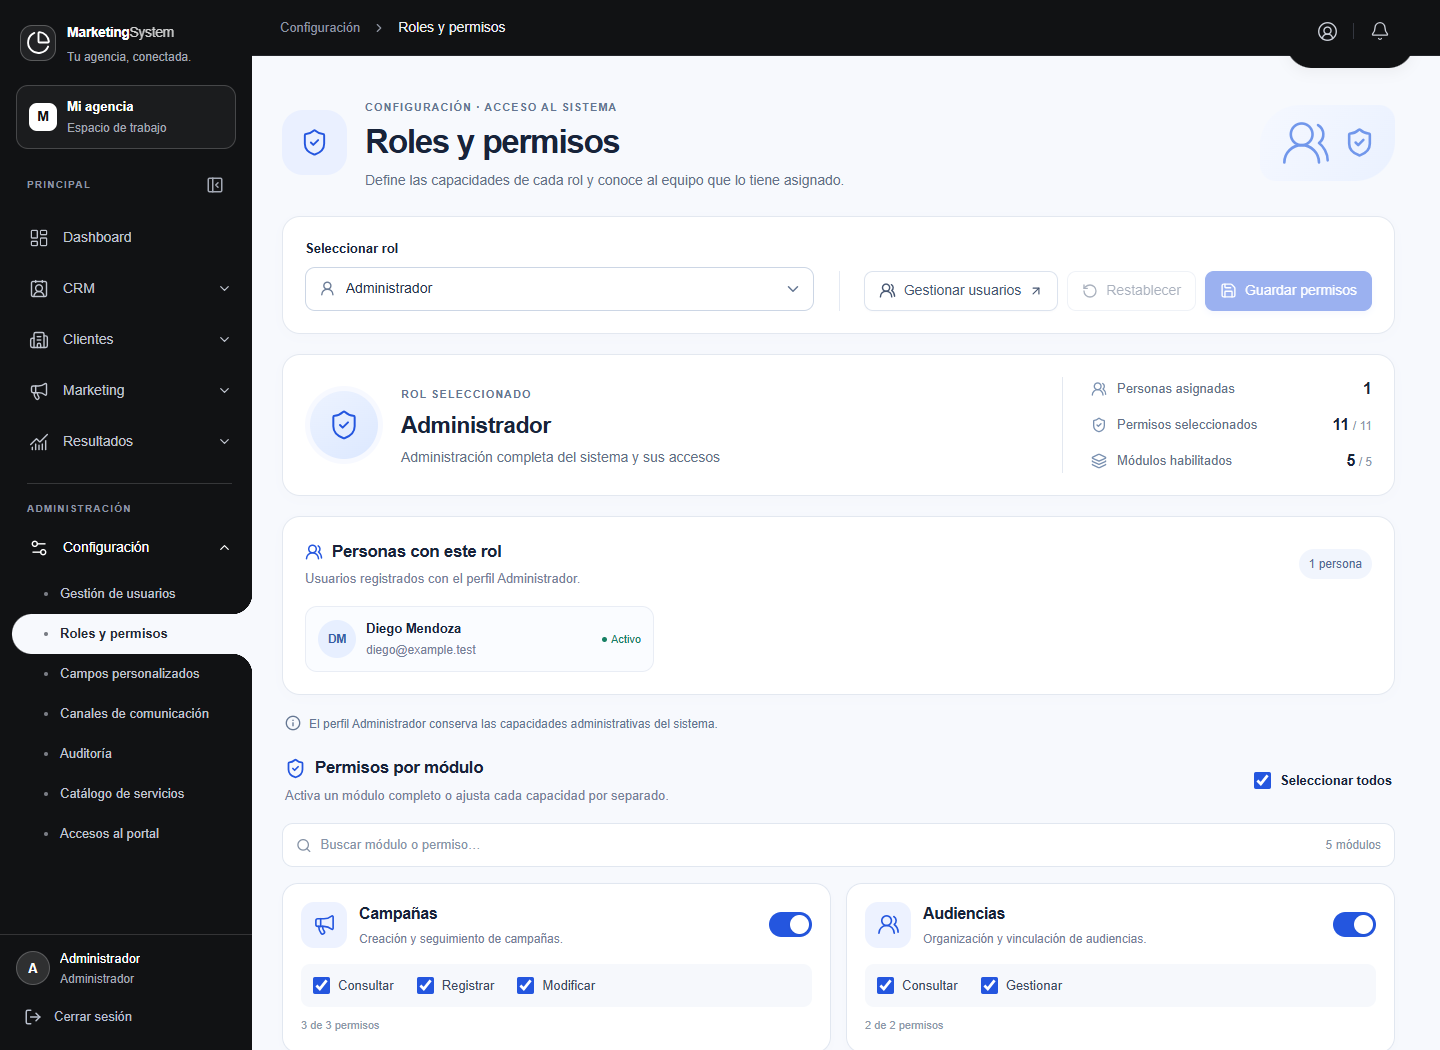 MarketingSystem
Tu agencia, conectada.
M
Mi agencia
Espacio de trabajo
PRINCIPAL
Dashboard
CRM
Clientes
Marketing
Resultados
ADMINISTRACIÓN
Configuración
Gestión de usuarios
Roles y permisos
Campos personalizados
Canales de comunicación
Auditoría
Catálogo de servicios
Accesos al portal
A
Administrador
Administrador
Cerrar sesión
Configuración
Roles y permisos
CONFIGURACIÓN · ACCESO AL SISTEMA
Roles y permisos
Define las capacidades de cada rol y conoce al equipo que lo tiene asignado.
Seleccionar rol
Administrador
Gestionar usuarios
Restablecer
Guardar permisos
ROL SELECCIONADO
Administrador
Administración completa del sistema y sus accesos
Personas asignadas 1
Permisos seleccionados 11 / 11
Módulos habilitados 5 / 5
Personas con este rol
Usuarios registrados con el perfil Administrador.
1 persona
DM
Diego Mendoza
diego@example.test
Activo
El perfil Administrador conserva las capacidades administrativas del sistema.
Permisos por módulo
Activa un módulo completo o ajusta cada capacidad por separado.
Seleccionar todos
Buscar módulo o permiso...
5 módulos
Campañas
Creación y seguimiento de campañas.
Consultar Registrar Modificar
3 de 3 permisos
Audiencias
Organización y vinculación de audiencias.
Consultar Gestionar
2 de 2 permisos